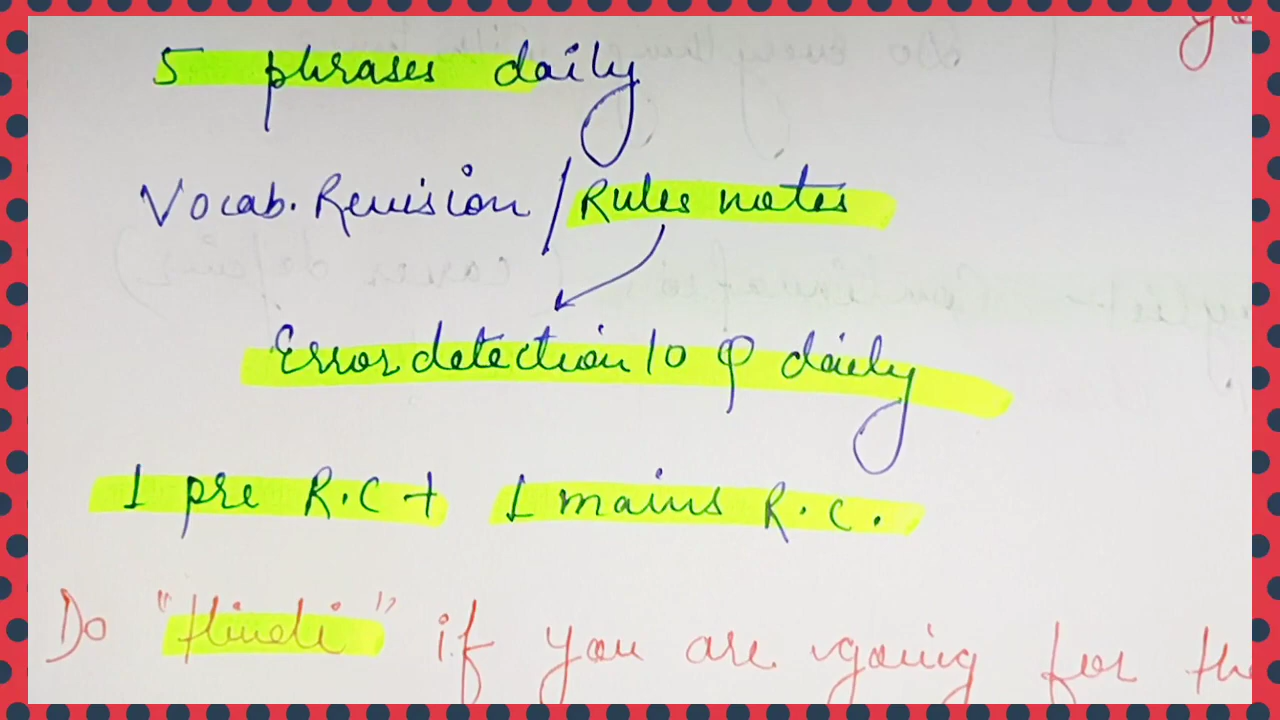 5 phrases daily
Vocab. Revision / Rules notes
Error detection 10 Q daily
1 pre R.C + 1 mains R.C.
Do "Hindi" if you are going for the